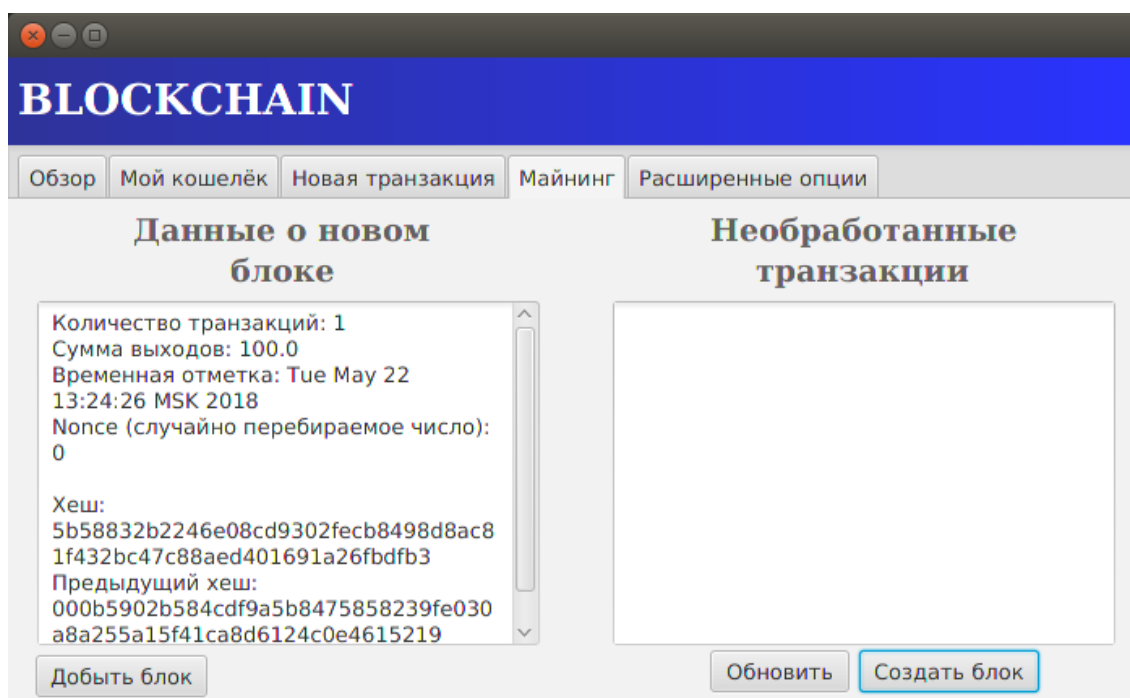 BLOCKCHAIN
Обзор Мой кошелёк Новая транзакция Майнинг Расширенные опции
Данные о новом
блоке
Количество транзакций: 1
Сумма выходов: 100.0
Временная отметка: Tue May 22
13:24:26 MSK 2018
Nonce (случайно перебираемое число):
0
Хеш:
5b58832b2246e08cd9302fecb8498d8ac8
1f432bc47c88aed401691a26fbdfb3
Предыдущий хеш:
000b5902b584cdf9a5b8475858239fe030
a8a255a15f41ca8d6124c0e4615219
Добыть блок
Необработанные
транзакции
Обновить Создать блок